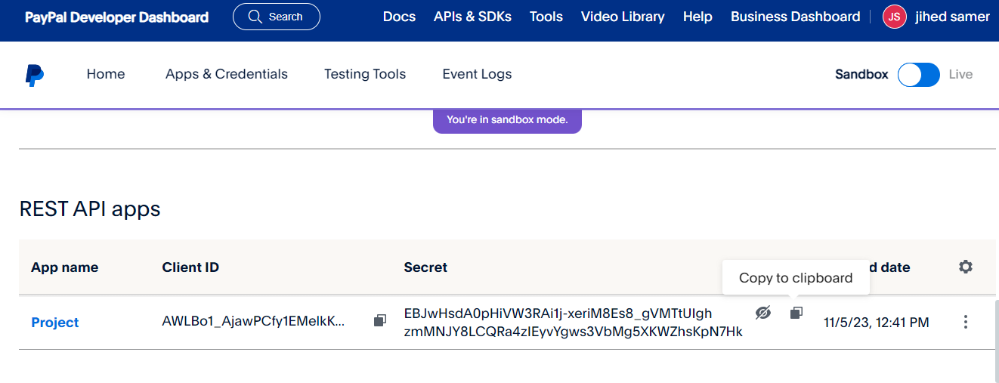 PayPal Developer Dashboard
Search
Docs
APIs & SDKs
Tools
Video Library
Help
Business Dashboard
JS
jihed samer
Home
Apps & Credentials
Testing Tools
Event Logs
Sandbox
Live
You're in sandbox mode.
REST API apps
App name
Client ID
Secret
Copy to clipboard
d date
Project
AWLBo1_AjawPCfy1EMelkK...
EBJwHsdA0pHiVW3RAi1j-xeriM8Es8_gVMTtUIgh
zmMNJY8LCQRa4zIEyvYgws3VbMg5XKWZhsKpN7Hk
11/5/23, 12:41 PM